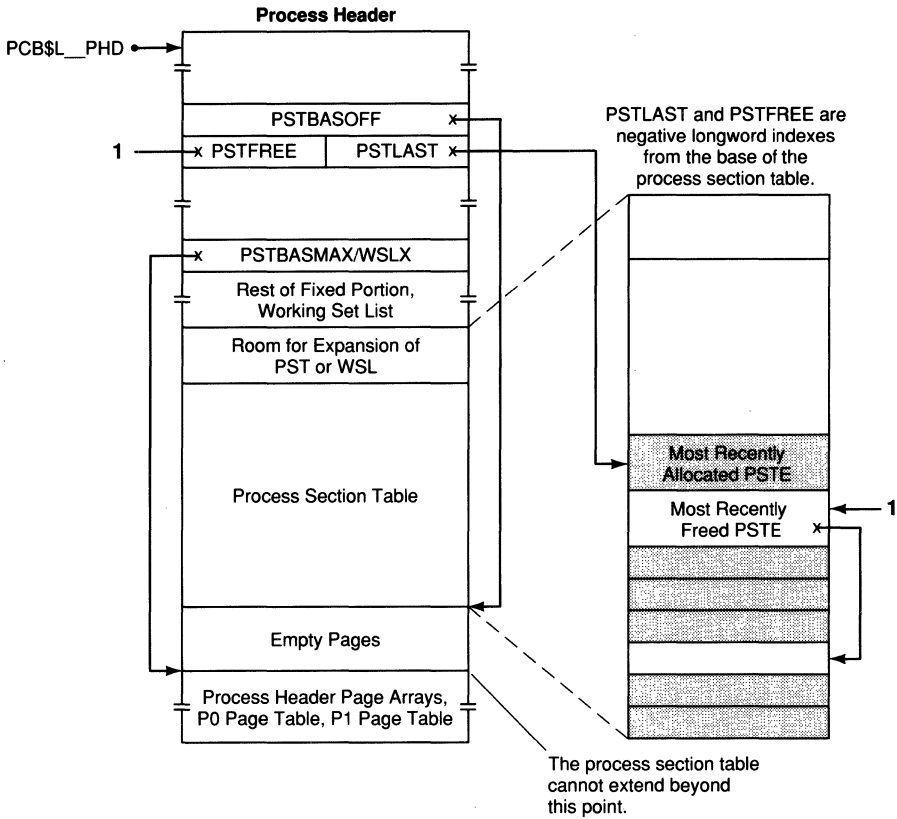 Process Header
PCB$L__PHD
PSTBASOFF
x
1
x PSTFREE
PSTLAST x
PSTLAST and PSTFREE are
negative longword indexes
from the base of the
process section table.
x PSTBASMAX/WSLX
Rest of Fixed Portion,
Working Set List
Room for Expansion of
PST or WSL
Process Section Table
Most Recently
Allocated PSTE
Most Recently
Freed PSTE
x
1
Empty Pages
Process Header Page Arrays,
P0 Page Table, P1 Page Table
The process section table
cannot extend beyond
this point.